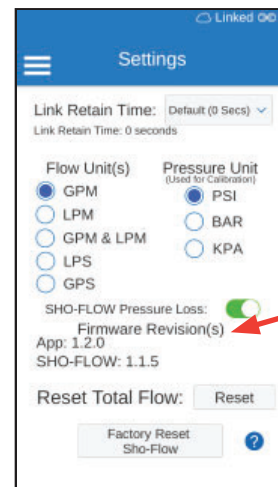 Linked
Settings
Link Retain Time: Default (0 Secs)
Link Retain Time: 0 seconds
Flow Unit(s) Pressure Unit
(Used for Calibration)
GPM PSI
LPM BAR
GPM & LPM KPA
LPS
GPS
SHO-FLOW Pressure Loss:
Firmware Revision(s)
App: 1.2.0
SHO-FLOW: 1.1.5
Reset Total Flow: Reset
Factory Reset
Sho-Flow ?